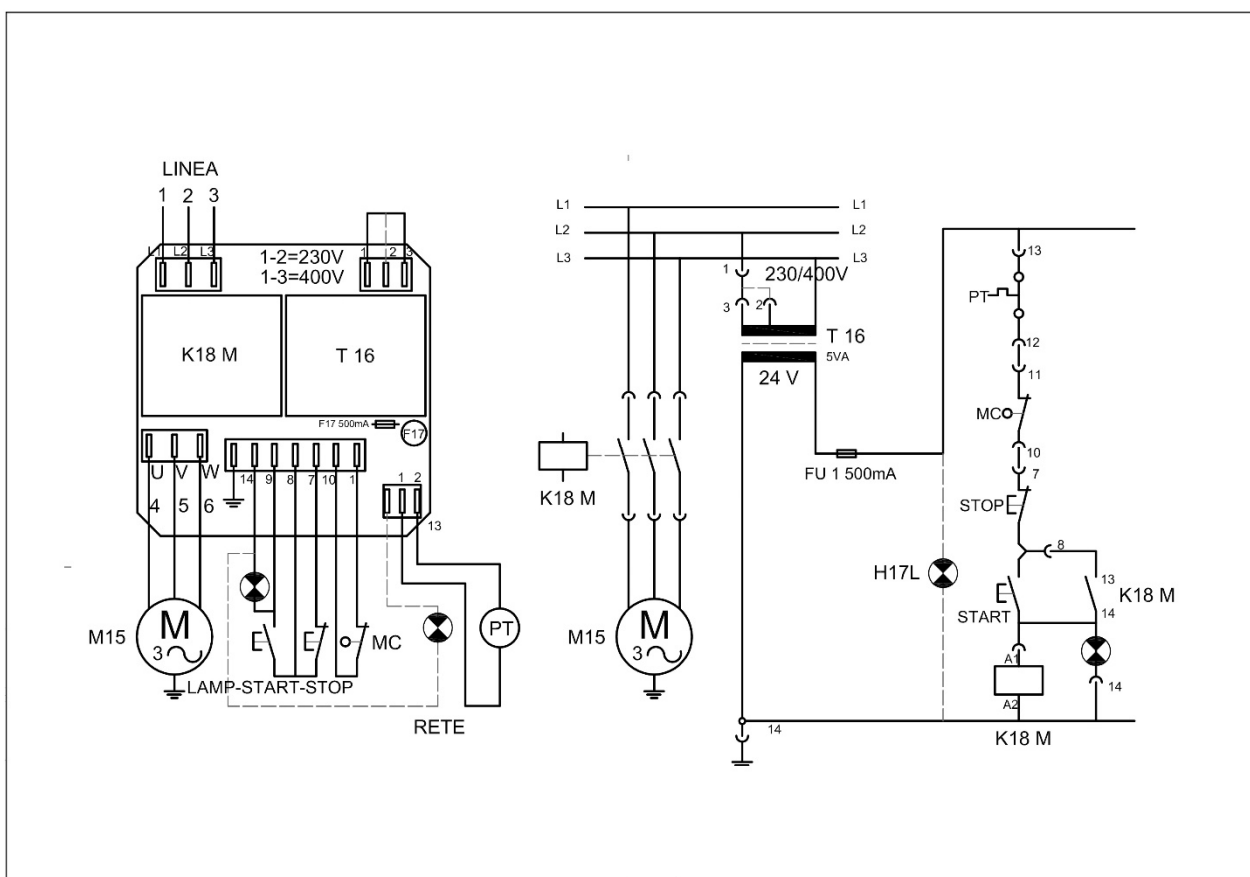 LINEA
1 2 3
L1 L2 L3
1 2 3
1-2=230V
1-3=400V
K18 M
T 16
F17 500mA
F17
U V W
4 5 6
14 9 8 7 10 1
1 2
13
M15
M
3
MC
PT
LAMP-START-STOP
RETE
L1 L1
L2 L2
L3 L3
1
230/400V
3 2
T 16
5VA
24 V
FU 1 500mA
K18 M
M15
M
3
14
H17L
13
PT
12
11
MC
10
7
STOP
8
13
K18 M
START
14
A1
14
A2
K18 M